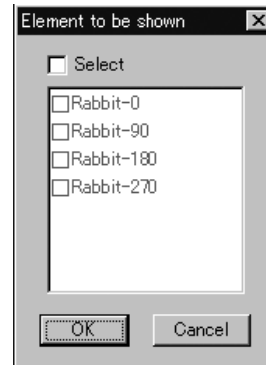 Element to be shown
Select
Rabbit-0
Rabbit-90
Rabbit-180
Rabbit-270
OK
Cancel